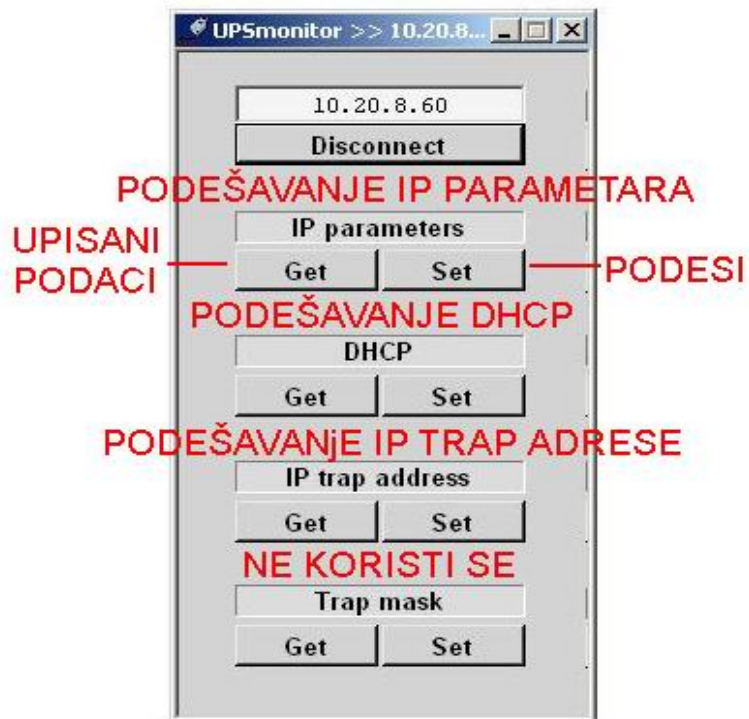 UPSmonitor >> 10.20.8...
10.20.8.60
Disconnect
PODEŠAVANJE IP PARAMETARA
IP parameters
UPISANI
PODACI
Get Set
PODESI
PODEŠAVANJE DHCP
DHCP
Get Set
PODEŠAVANjE IP TRAP ADRESE
IP trap address
Get Set
NE KORISTI SE
Trap mask
Get Set